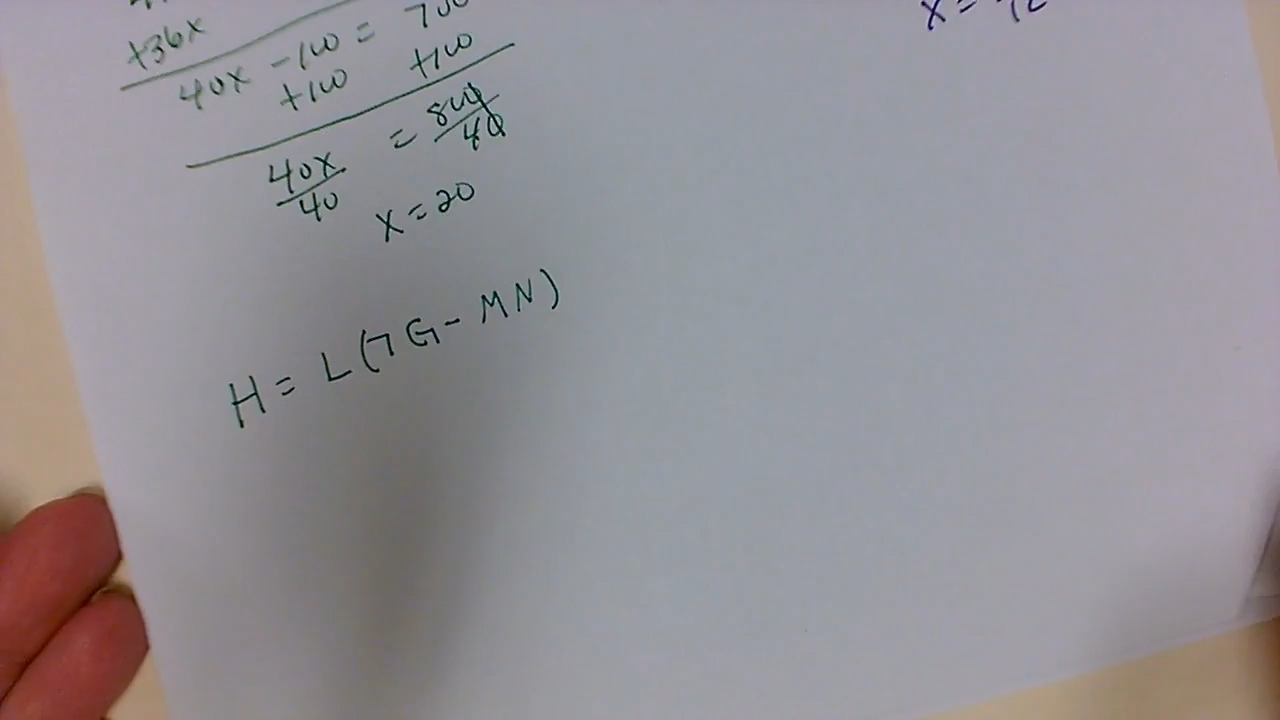 +36x
40x - 100 = 700
+100 +100
40x/40 = 800/40
x = 20
H = L(7G - MN)
x =